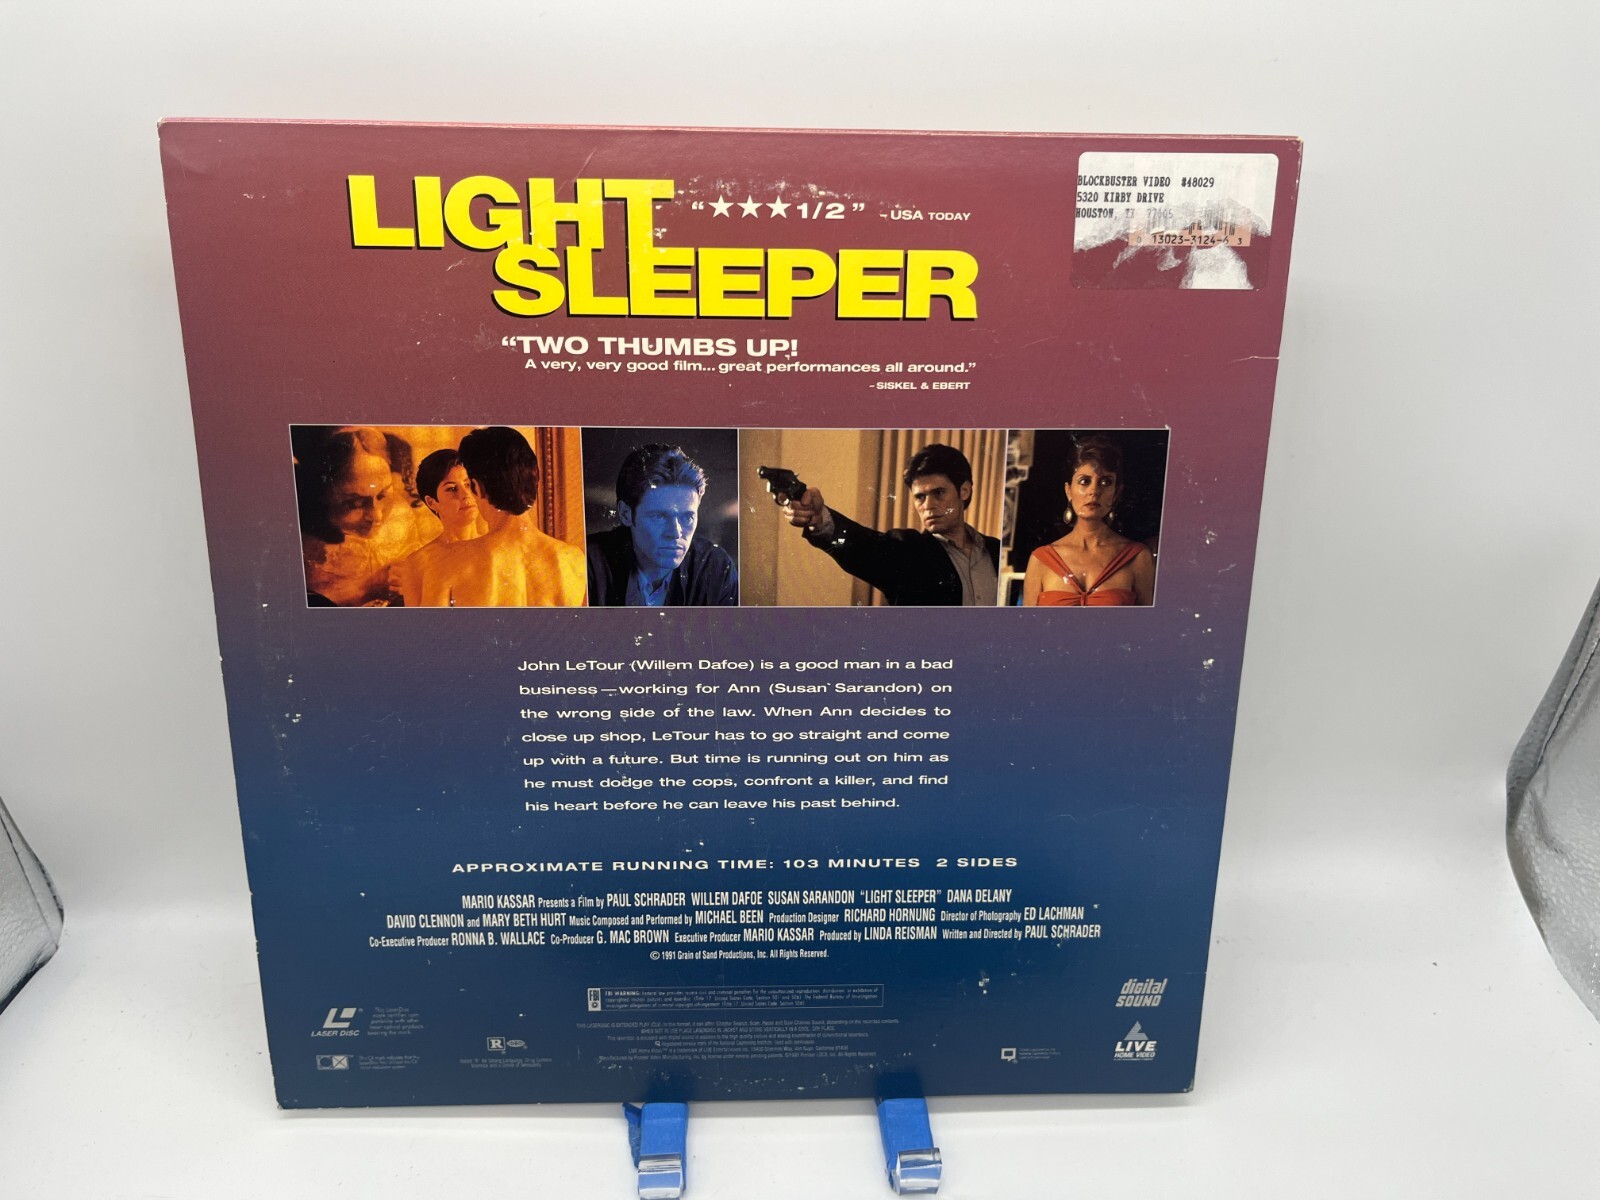 LIGHT SLEEPER
"★★★ 1/2" -USA TODAY
BLOCKBUSTER VIDEO #48029
5320 KIRBY DRIVE
HOUSTON, TX
13023-3124-6 3
"TWO THUMBS UP!
A very, very good film... great performances all around."
-SISKEL & EBERT
John LeTour (Willem Dafoe) is a good man in a bad
business—working for Ann (Susan Sarandon) on
the wrong side of the law. When Ann decides to
close up shop, LeTour has to go straight and come
up with a future. But time is running out on him as
he must dodge the cops, confront a killer, and find
his heart before he can leave his past behind.
APPROXIMATE RUNNING TIME: 103 MINUTES 2 SIDES
MARIO KASSAR Presents a Film by PAUL SCHRADER WILLEM DAFOE SUSAN SARANDON "LIGHT SLEEPER" DANA DELANY
DAVID CLENNON and MARY BETH HURT Music Composed and Performed by MICHAEL BEEN Production Designer RICHARD HORNUNG Director of Photography ED LACHMAN
Co-Executive Producer RONNA B. WALLACE Co-Producer G. MAC BROWN Executive Producer MARIO KASSAR Produced by LINDA REISMAN Written and Directed by PAUL SCHRADER
© 1991 Grain of Sand Productions, Inc. All Rights Reserved.
FBI WARNING
digital
SOUND
LASER DISC
CX
R
LIVE
HOME VIDEO